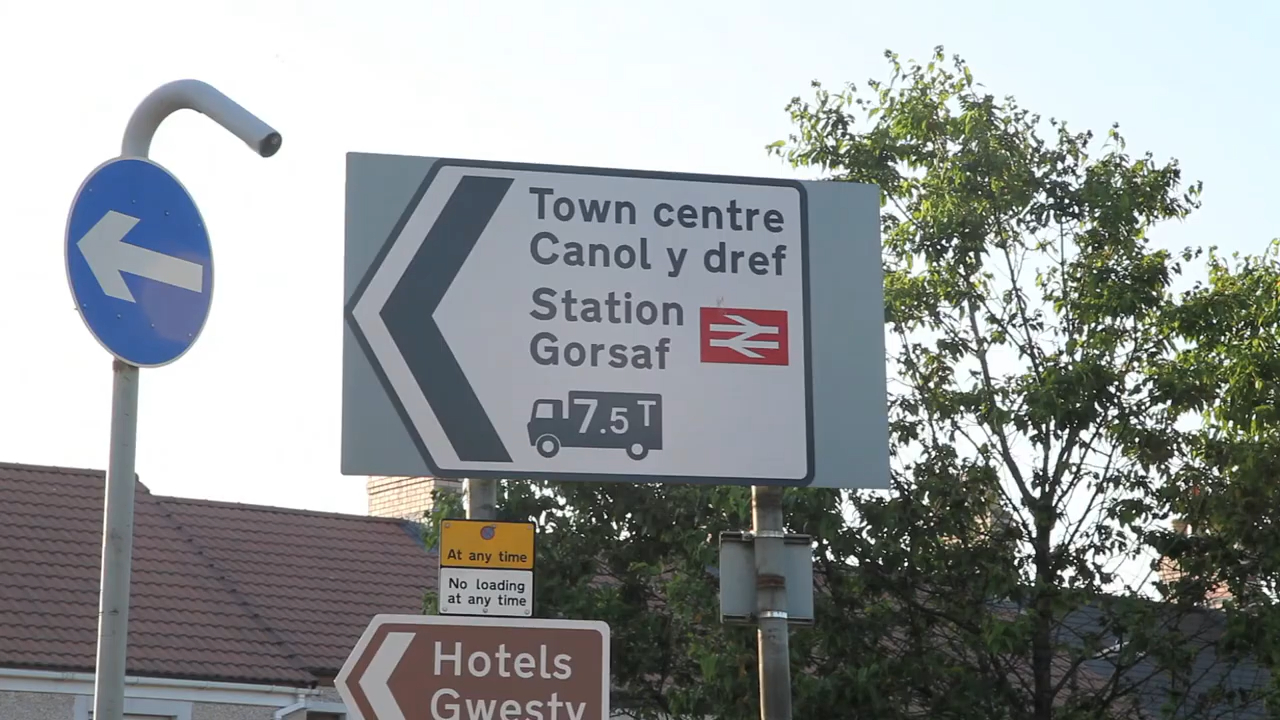 Town centre
Canol y dref
Station
Gorsaf
7.5 T
At any time
No loading
at any time
Hotels
Gwesty